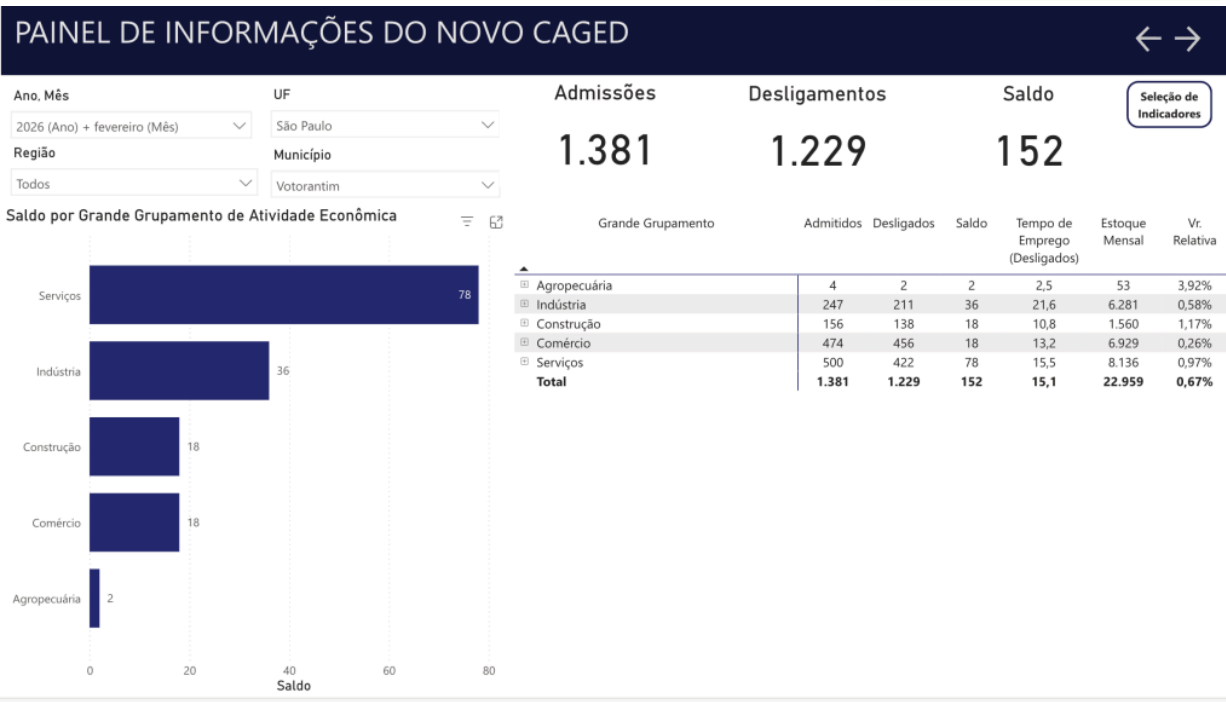 PAINEL DE INFORMAÇÕES DO NOVO CAGED
Ano, Mês
2026 (Ano) + fevereiro (Mês)
UF
São Paulo
Região
Todos
Município
Votorantim
Admissões
1.381
Desligamentos
1.229
Saldo
152
Seleção de
Indicadores
Saldo por Grande Grupamento de Atividade Econômica
Serviços 78
Indústria 36
Construção 18
Comércio 18
Agropecuária 2
0 20 40 60 80
Saldo
Grande Grupamento Admitidos Desligados Saldo Tempo de Emprego (Desligados) Estoque Mensal Vr. Relativa
Agropecuária 4 2 2 2,5 53 3,92%
Indústria 247 211 36 21,6 6.281 0,58%
Construção 156 138 18 10,8 1.560 1,17%
Comércio 474 456 18 13,2 6.929 0,26%
Serviços 500 422 78 15,5 8.136 0,97%
Total 1.381 1.229 152 15,1 22.959 0,67%